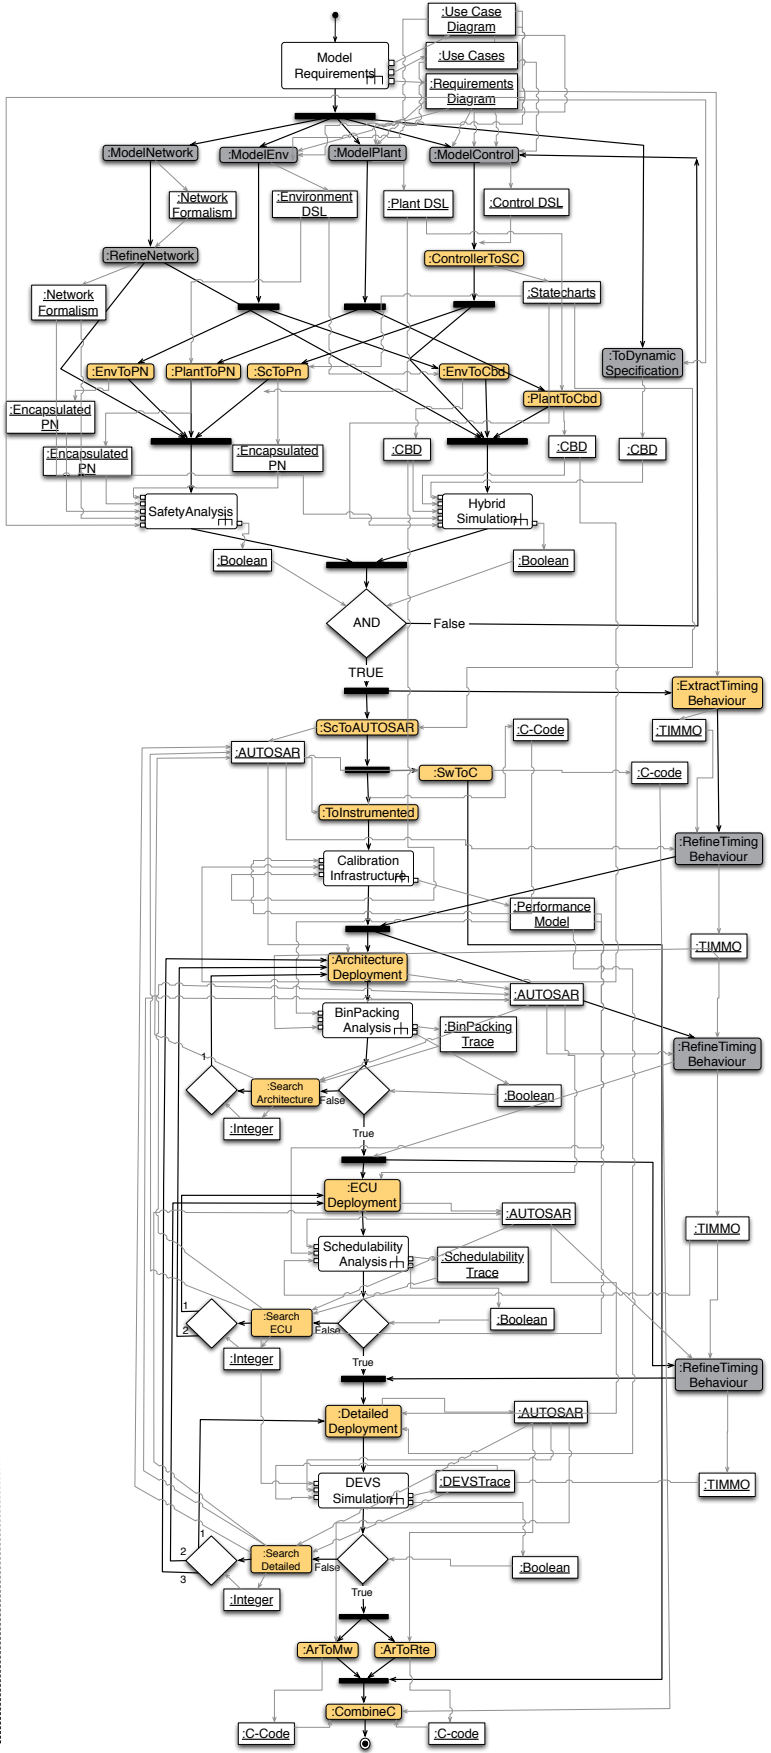 :Use Case
Diagram
:Use Cases
:Requirements
Diagram
Model
Requirements
:ModelNetwork
:ModelEnv
:ModelPlant
:ModelControl
:Network
Formalism
:Environment
DSL
:Plant DSL
:Control DSL
:RefineNetwork
:ControllerToSC
:Network
Formalism
:Statecharts
:EnvToPN
:PlantToPN
:ScToPn
:EnvToCbd
:ToDynamic
Specification
:PlantToCbd
:Encapsulated
PN
:Encapsulated
PN
:Encapsulated
PN
:CBD
:CBD
:CBD
SafetyAnalysis
Hybrid
Simulation
:Boolean
:Boolean
AND
False
TRUE
:ExtractTiming
Behaviour
:ScToAUTOSAR
:C-Code
:TIMMO
:AUTOSAR
:SwToC
:C-code
:ToInstrumented
:RefineTiming
Behaviour
Calibration
Infrastructure
:Performance
Model
:TIMMO
:Architecture
Deployment
:AUTOSAR
BinPacking
Analysis
:BinPacking
Trace
:RefineTiming
Behaviour
1
:Search
Architecture
False
:Boolean
:Integer
True
:ECU
Deployment
:AUTOSAR
:TIMMO
Schedulability
Analysis
:Schedulability
Trace
1
2
:Search
ECU
False
:Boolean
:Integer
True
:RefineTiming
Behaviour
:Detailed
Deployment
:AUTOSAR
DEVS
Simulation
:DEVSTrace
:TIMMO
1
2
3
:Search
Detailed
False
:Boolean
:Integer
True
:ArToMw
:ArToRte
:CombineC
:C-Code
:C-code